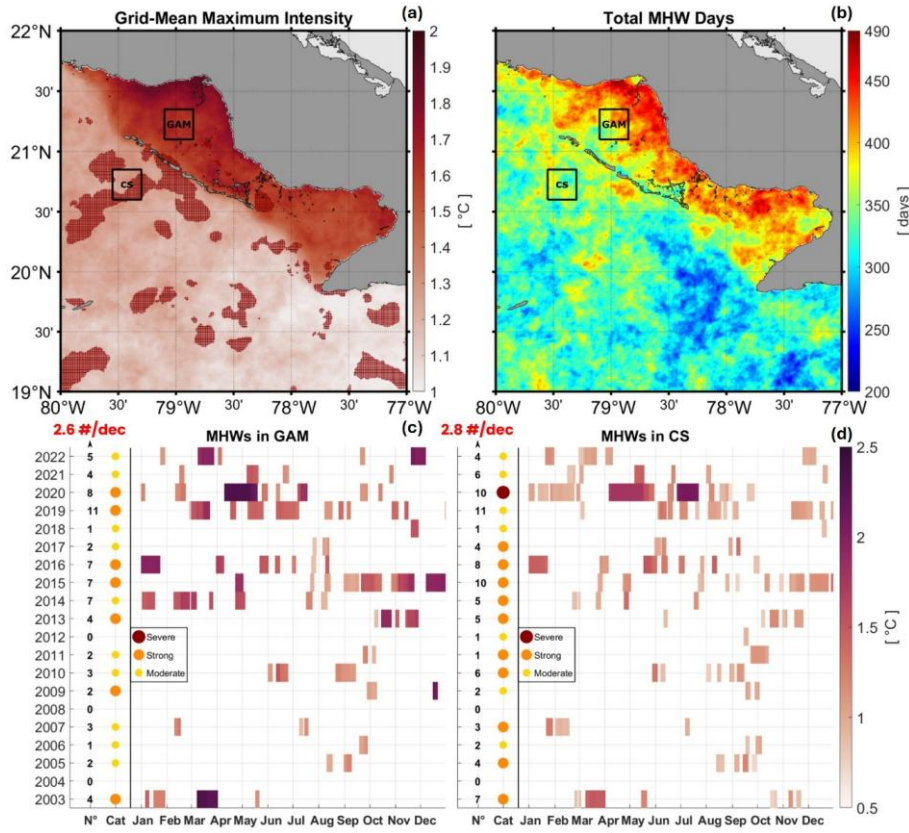 Grid-Mean Maximum Intensity (a)
22°N
30'
21°N
30'
20°N
30'
19°N
80°W 30' 79°W 30' 78°W 30' 77°W
GAM
CS
2
1.9
1.8
1.7
1.6
1.5
1.4
1.3
1.2
1.1
1
[ °C]
Total MHW Days (b)
80°W 30' 79°W 30' 78°W 30' 77°W
GAM
CS
490
450
400
350
300
250
200
[ days ]
2.6 #/dec MHWs in GAM (c)
2022 5
2021 4
2020 8
2019 11
2018 1
2017 2
2016 7
2015 7
2014 7
2013 4
2012 0
2011 2
2010 3
2009 2
2008 0
2007 3
2006 1
2005 2
2004 0
2003 4
Severe
Strong
Moderate
N° Cat Jan Feb Mar Apr May Jun Jul Aug Sep Oct Nov Dec
2.8 #/dec MHWs in CS (d)
4
6
10
11
1
4
8
10
5
5
1
1
6
2
0
3
2
4
0
7
Severe
Strong
Moderate
N° Cat Jan Feb Mar Apr May Jun Jul Aug Sep Oct Nov Dec
2.5
2
1.5
1
0.5
[ °C]